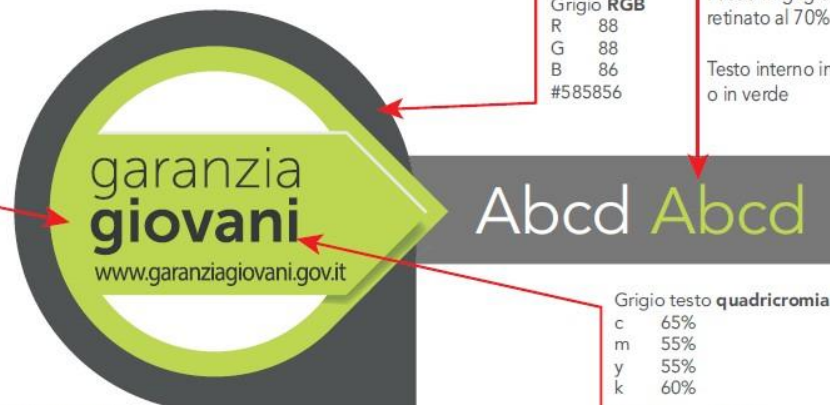 Grigio RGB
R 88
G 88
B 86
#585856
retinato al 70%
Testo interno
o in verde
garanzia
giovani
www.garanziagiovani.gov.it
Abcd Abcd
Grigio testo quadricromia
c 65%
m 55%
y 55%
k 60%